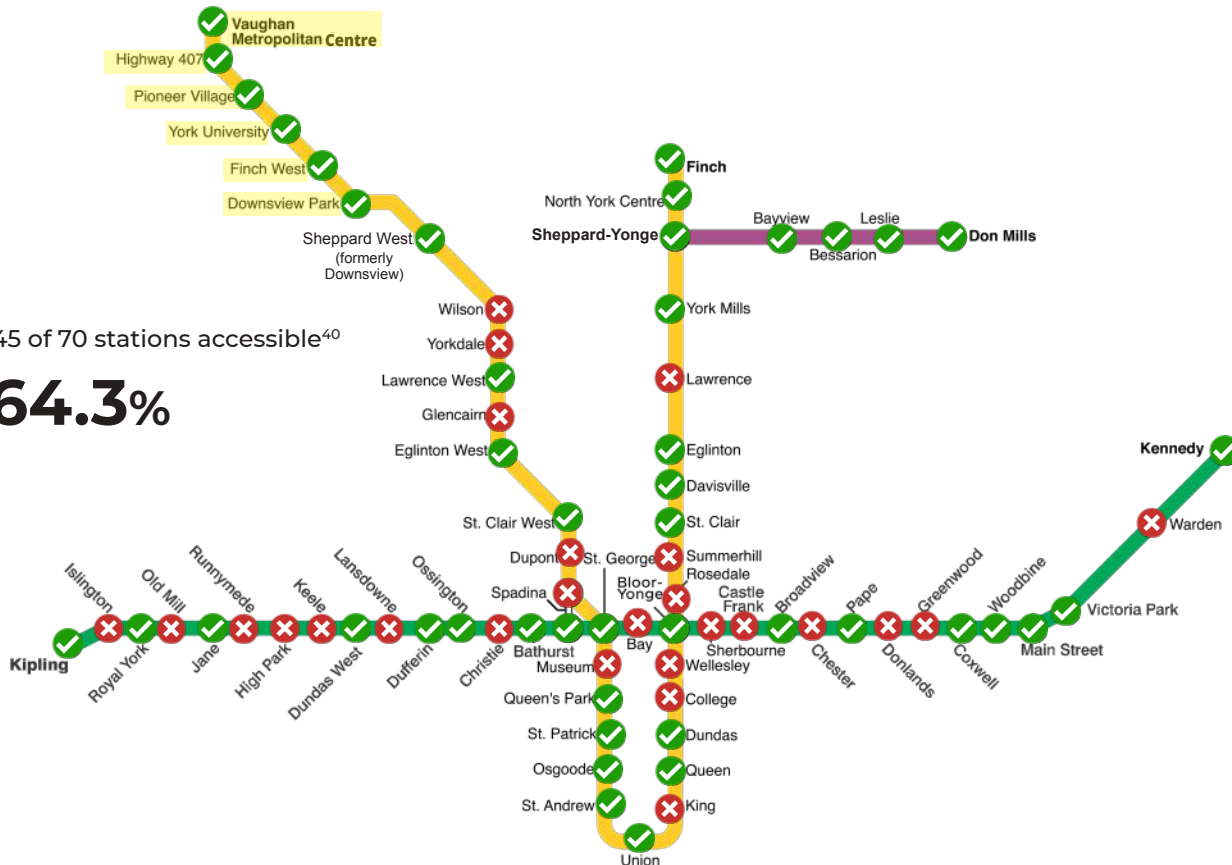 Vaughan
Metropolitan Centre
Highway 407
Pioneer Village
York University
Finch West
Downsview Park
Sheppard West
(formerly
Downsview)
Finch
North York Centre
Sheppard-Yonge
Bayview
Leslie
Bessarion
Don Mills
Wilson
Yorkdale
Lawrence West
Glencairn
Eglinton West
York Mills
Lawrence
45 of 70 stations accessible40
64.3%
Eglinton
Davisville
St. Clair
Kennedy
Warden
St. Clair West
Dupont
St. George
Summerhill
Rosedale
Spadina
Bloor-
Yonge
Castle
Frank
Islington
Old Mill
Runnymede
Keele
Lansdowne
Ossington
Broadview
Pape
Greenwood
Woodbine
Victoria Park
Kipling
Royal York
Jane
High Park
Dundas West
Dufferin
Christie
Bathurst
Bay
Sherbourne
Chester
Donlands
Coxwell
Main Street
Museum
Wellesley
Queen's Park
College
St. Patrick
Dundas
Osgoode
Queen
St. Andrew
King
Union